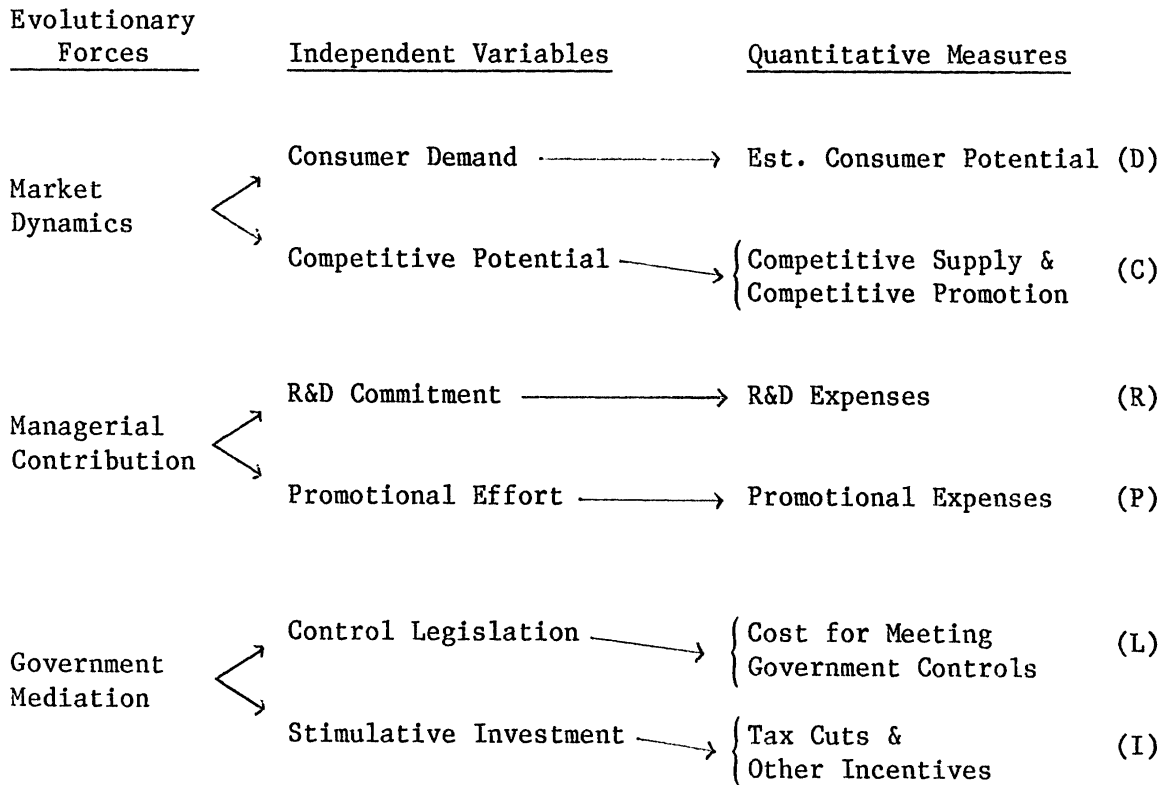 Evolutionary
Forces
Independent Variables
Quantitative Measures
Market
Dynamics
Consumer Demand
Est. Consumer Potential (D)
Competitive Potential
Competitive Supply &
Competitive Promotion
(C)
Managerial
Contribution
R&D Commitment
R&D Expenses (R)
Promotional Effort
Promotional Expenses (P)
Government
Mediation
Control Legislation
Cost for Meeting
Government Controls
(L)
Stimulative Investment
Tax Cuts &
Other Incentives
(I)